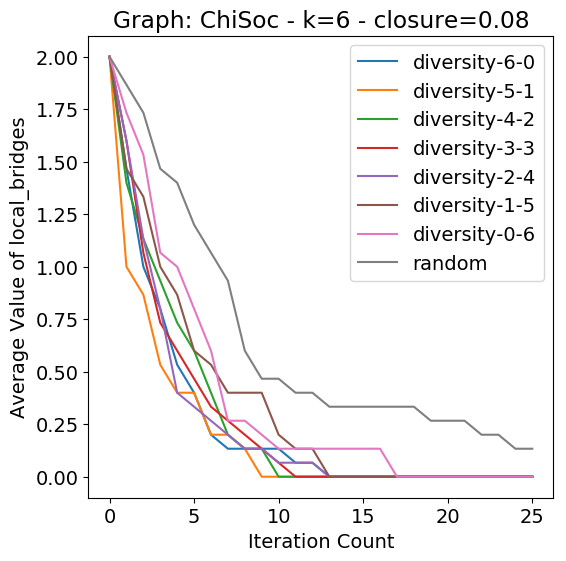 Graph: ChiSoc - k=6 - closure=0.08
Average Value of local_bridges
2.00
1.75
1.50
1.25
1.00
0.75
0.50
0.25
0.00
diversity-6-0
diversity-5-1
diversity-4-2
diversity-3-3
diversity-2-4
diversity-1-5
diversity-0-6
random
0 5 10 15 20 25
Iteration Count